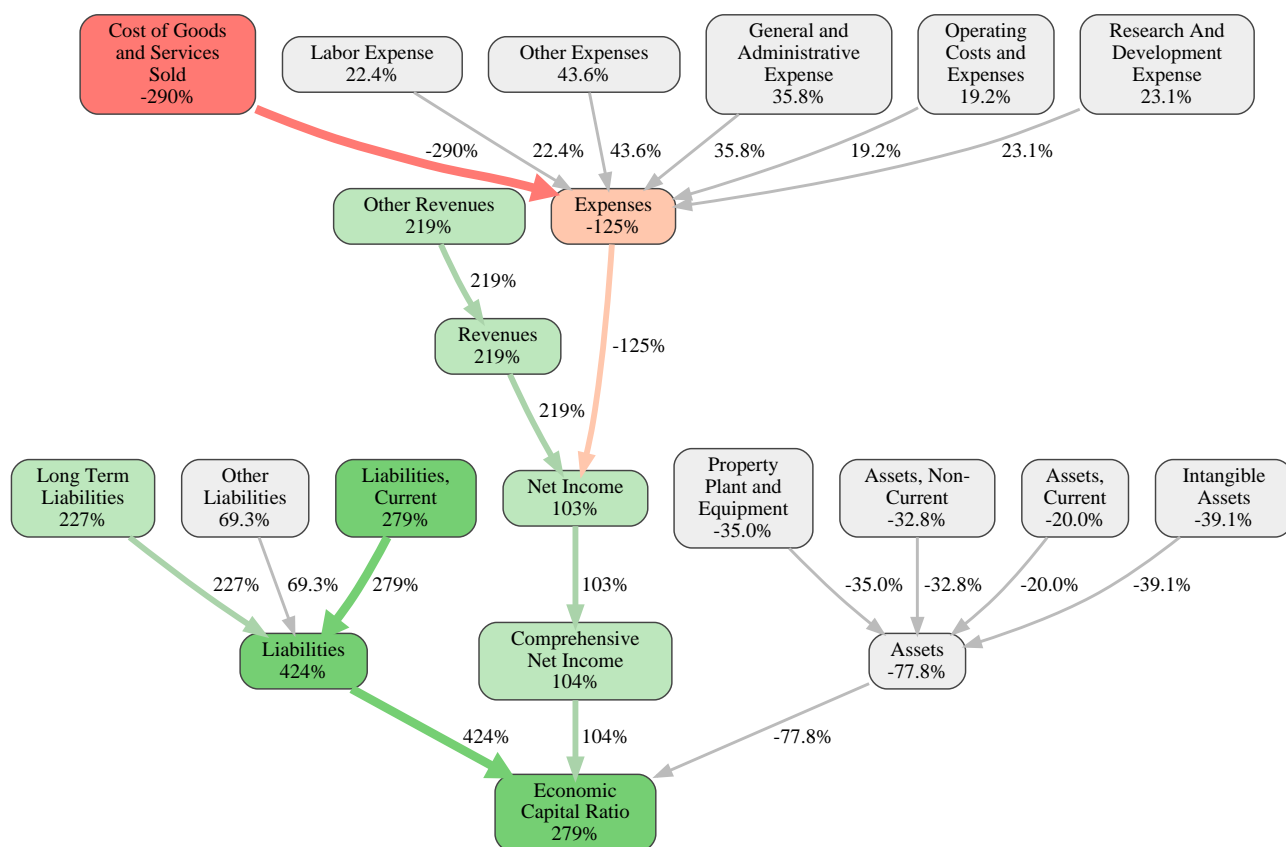 Cost of Goods
and Services
Sold
-290%
Labor Expense
22.4%
Other Expenses
43.6%
General and
Administrative
Expense
35.8%
Operating
Costs and
Expenses
19.2%
Research And
Development
Expense
23.1%
-290%
22.4%
43.6%
35.8%
19.2%
23.1%
Other Revenues
219%
Expenses
-125%
219%
Revenues
219%
-125%
219%
Long Term
Liabilities
227%
Other
Liabilities
69.3%
Liabilities,
Current
279%
Net Income
103%
Property
Plant and
Equipment
-35.0%
Assets, Non-
Current
-32.8%
Assets,
Current
-20.0%
Intangible
Assets
-39.1%
227%
69.3%
279%
103%
-35.0%
-32.8%
-20.0%
-39.1%
Liabilities
424%
Comprehensive
Net Income
104%
Assets
-77.8%
424%
104%
-77.8%
Economic
Capital Ratio
279%